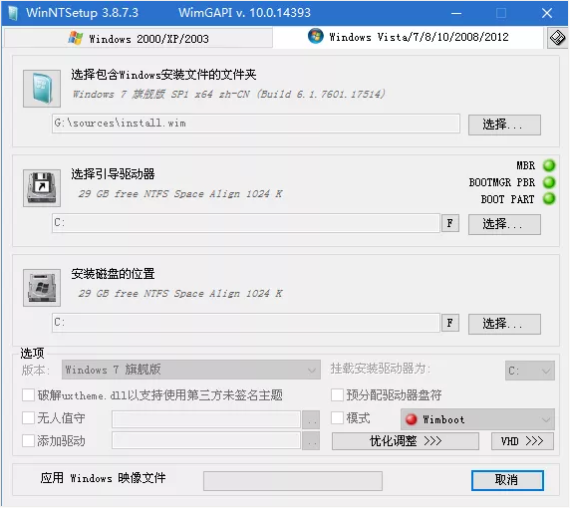 WinNTSetup 3.8.7.3 WimGAPI v. 10.0.14393
Windows 2000/XP/2003
Windows Vista/7/8/10/2008/2012
选择包含Windows安装文件的文件夹
Windows 7 旗舰版 SP1 x64 zh-CN (Build 6.1.7601.17514)
G:\sources\install.wim
选择...
选择引导驱动器
29 GB free NTFS Space Align 1024 K
MBR
BOOTMGR PBR
BOOT PART
C:
F
选择...
安装磁盘的位置
29 GB free NTFS Space Align 1024 K
C:
F
选择...
选项
版本: Windows 7 旗舰版
挂载安装驱动器为: C:
破解uxtheme.dll以支持使用第三方未签名主题
预分配驱动器盘符
无人值守
..
模式 Wimboot
添加驱动
..
优化调整 >>>
VHD >>>
应用 Windows 映像文件
取消